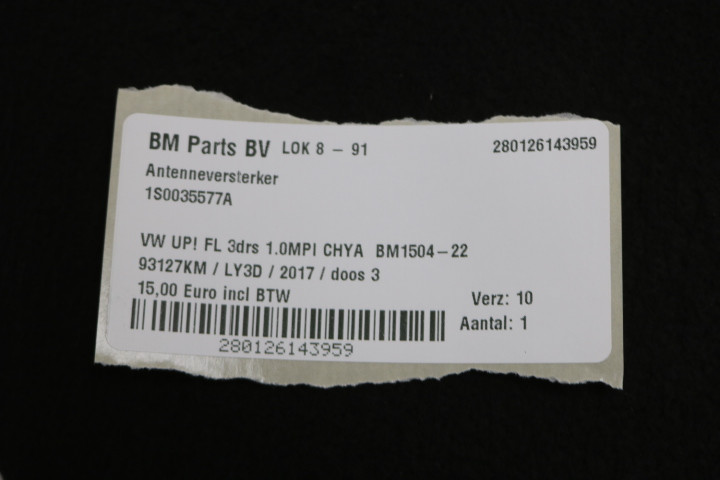 BM Parts BV LOK 8 - 91 280126143959
Antenneversterker
1S0035577A
VW UP! FL 3drs 1.0MPI CHYA BM1504-22
93127KM / LY3D / 2017 / doos 3
15,00 Euro incl BTW Verz: 10
Aantal: 1
280126143959